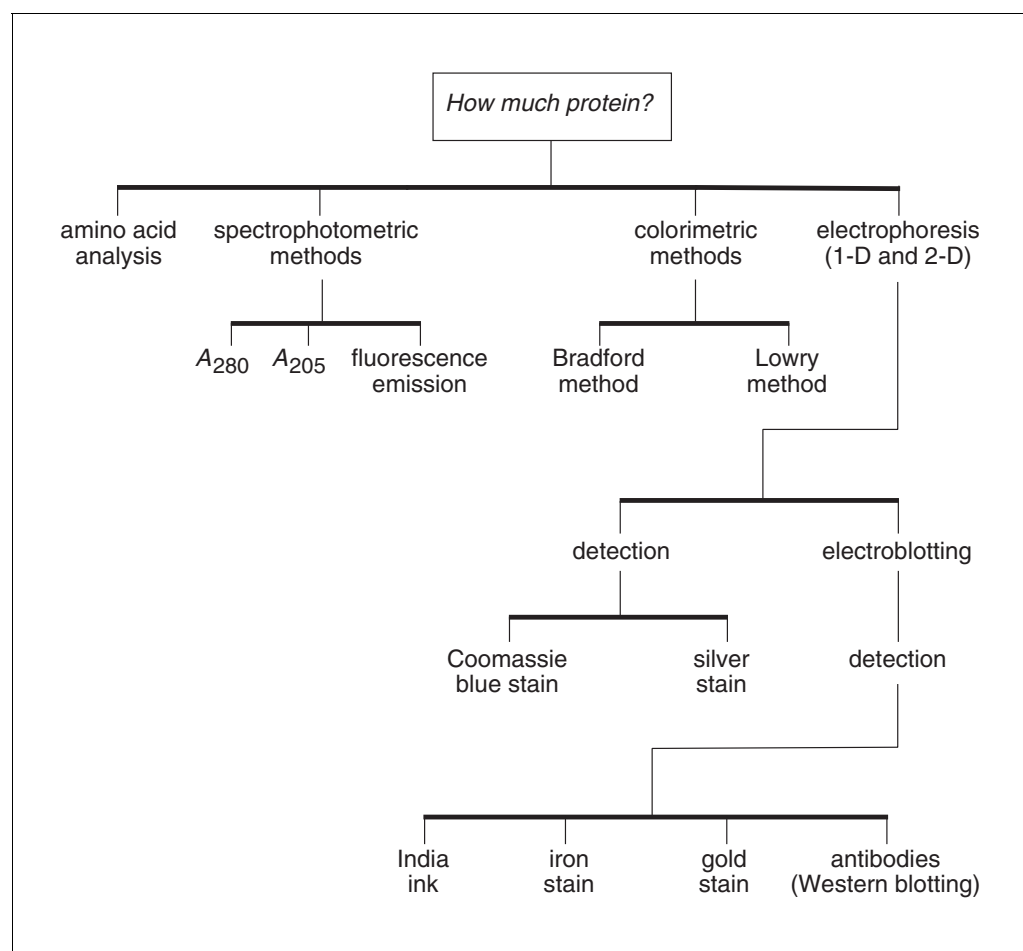 How much protein?
amino acid
analysis
spectrophotometric
methods
colorimetric
methods
electrophoresis
(1-D and 2-D)
A280
A205
fluorescence
emission
Bradford
method
Lowry
method
detection
electroblotting
Coomassie
blue stain
silver
stain
detection
India
ink
iron
stain
gold
stain
antibodies
(Western blotting)